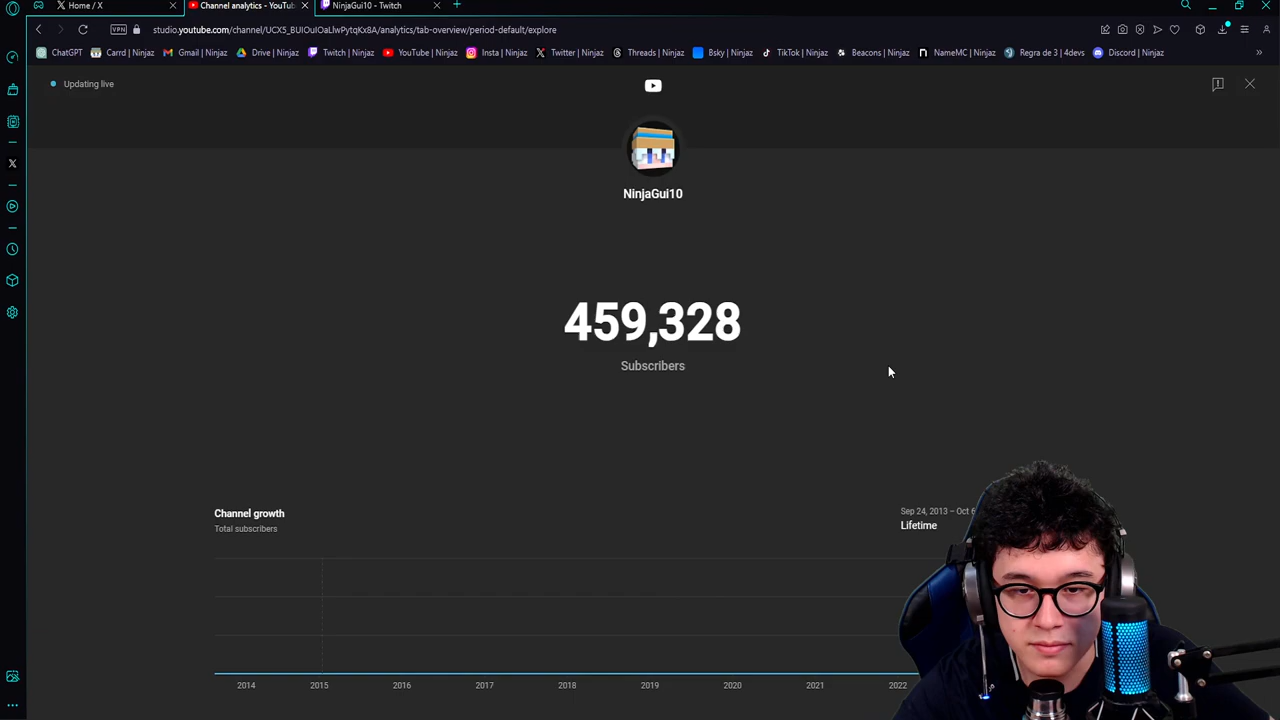 Home / X
Channel analytics - YouTub
NinjaGui10 - Twitch
VPN
studio.youtube.com/channel/UCX5_BUIOuIOaLlwPytqKx8A/analytics/tab-overview/period-default/explore
ChatGPT
Carrd | Ninjaz
Gmail | Ninjaz
Drive | Ninjaz
Twitch | Ninjaz
YouTube | Ninjaz
Insta | Ninjaz
Twitter | Ninjaz
Threads | Ninjaz
Bsky | Ninjaz
TikTok | Ninjaz
Beacons | Ninjaz
NameMC | Ninjaz
Regra de 3 | 4devs
Discord | Ninjaz
Updating live
NinjaGui10
459,328
Subscribers
Channel growth
Total subscribers
Sep 24, 2013 – Oct 6
Lifetime
2014 2015 2016 2017 2018 2019 2020 2021 2022